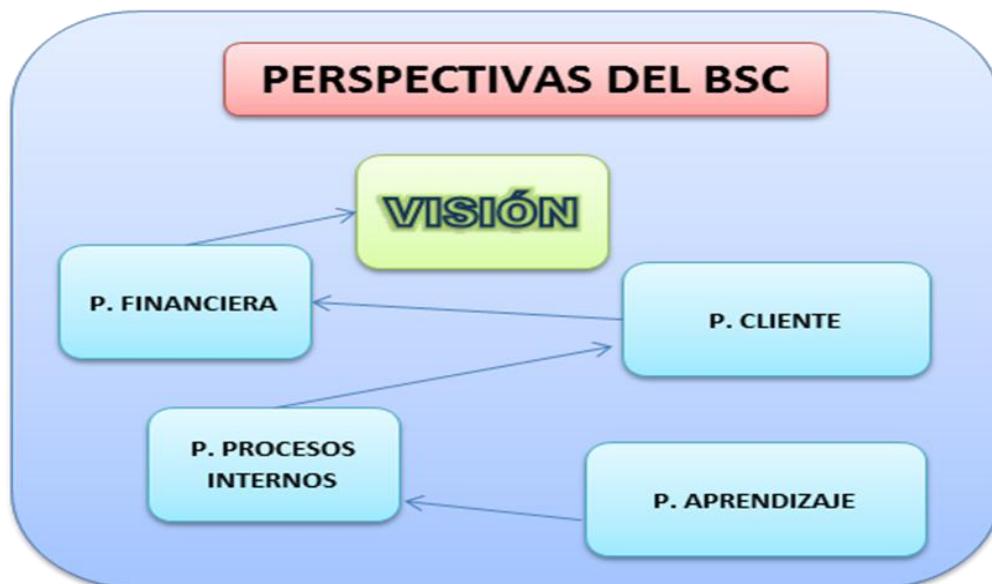 PERSPECTIVAS DEL BSC
VISIÓN
P. FINANCIERA
P. CLIENTE
P. PROCESOS
INTERNOS
P. APRENDIZAJE